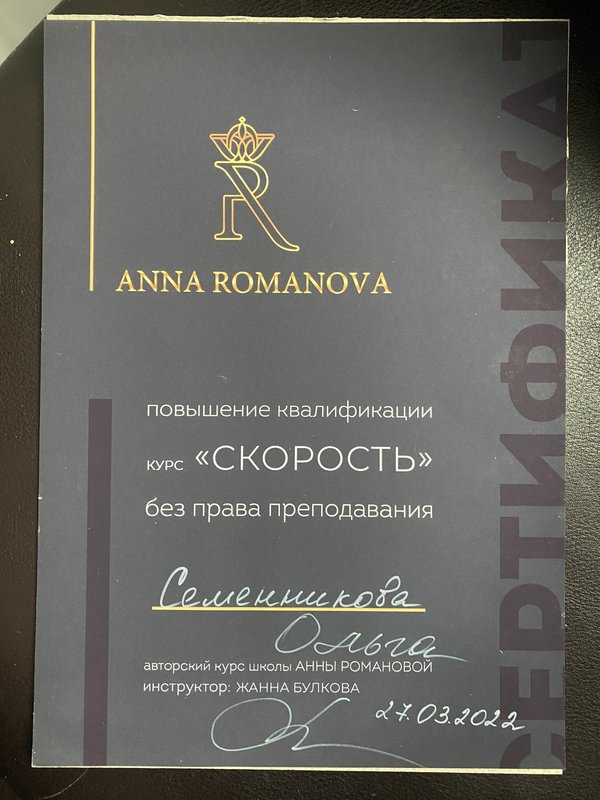 R
ANNA ROMANOVA
повышение квалификации
курс «СКОРОСТЬ»
без права преподавания
Семенникова
Ольга
авторский курс школы АННЫ РОМАНОВОЙ
инструктор: ЖАННА БУЛКОВА
27.03.2022
СЕРТИФИКАТ